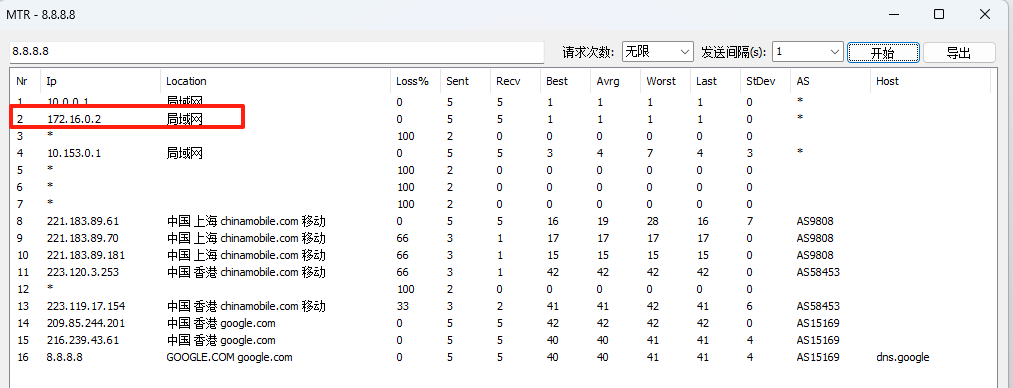 MTR - 8.8.8.8
8.8.8.8 请求次数: 无限 发送间隔(s): 1 开始 导出
Nr Ip Location Loss% Sent Recv Best Avrg Worst Last StDev AS Host
1 10.0.0.1 局域网 0 5 5 1 1 1 1 0 *
2 172.16.0.2 局域网 0 5 5 1 1 1 1 0 *
3 * 100 2 0 0 0 0 0 0
4 10.153.0.1 局域网 0 5 5 3 4 7 4 3 *
5 * 100 2 0 0 0 0 0 0
6 * 100 2 0 0 0 0 0 0
7 * 100 2 0 0 0 0 0 0
8 221.183.89.61 中国 上海 chinamobile.com 移动 0 5 5 16 19 28 16 7 AS9808
9 221.183.89.70 中国 上海 chinamobile.com 移动 66 3 1 17 17 17 17 0 AS9808
10 221.183.89.181 中国 上海 chinamobile.com 移动 66 3 1 15 15 15 15 0 AS9808
11 223.120.3.253 中国 香港 chinamobile.com 移动 66 3 1 42 42 42 42 0 AS58453
12 * 100 2 0 0 0 0 0 0
13 223.119.17.154 中国 香港 chinamobile.com 移动 33 3 2 41 41 42 41 6 AS58453
14 209.85.244.201 中国 香港 google.com 0 5 5 42 42 42 42 0 AS15169
15 216.239.43.61 中国 香港 google.com 0 5 5 40 40 41 41 4 AS15169
16 8.8.8.8 GOOGLE.COM google.com 0 5 5 40 40 41 41 4 AS15169 dns.google